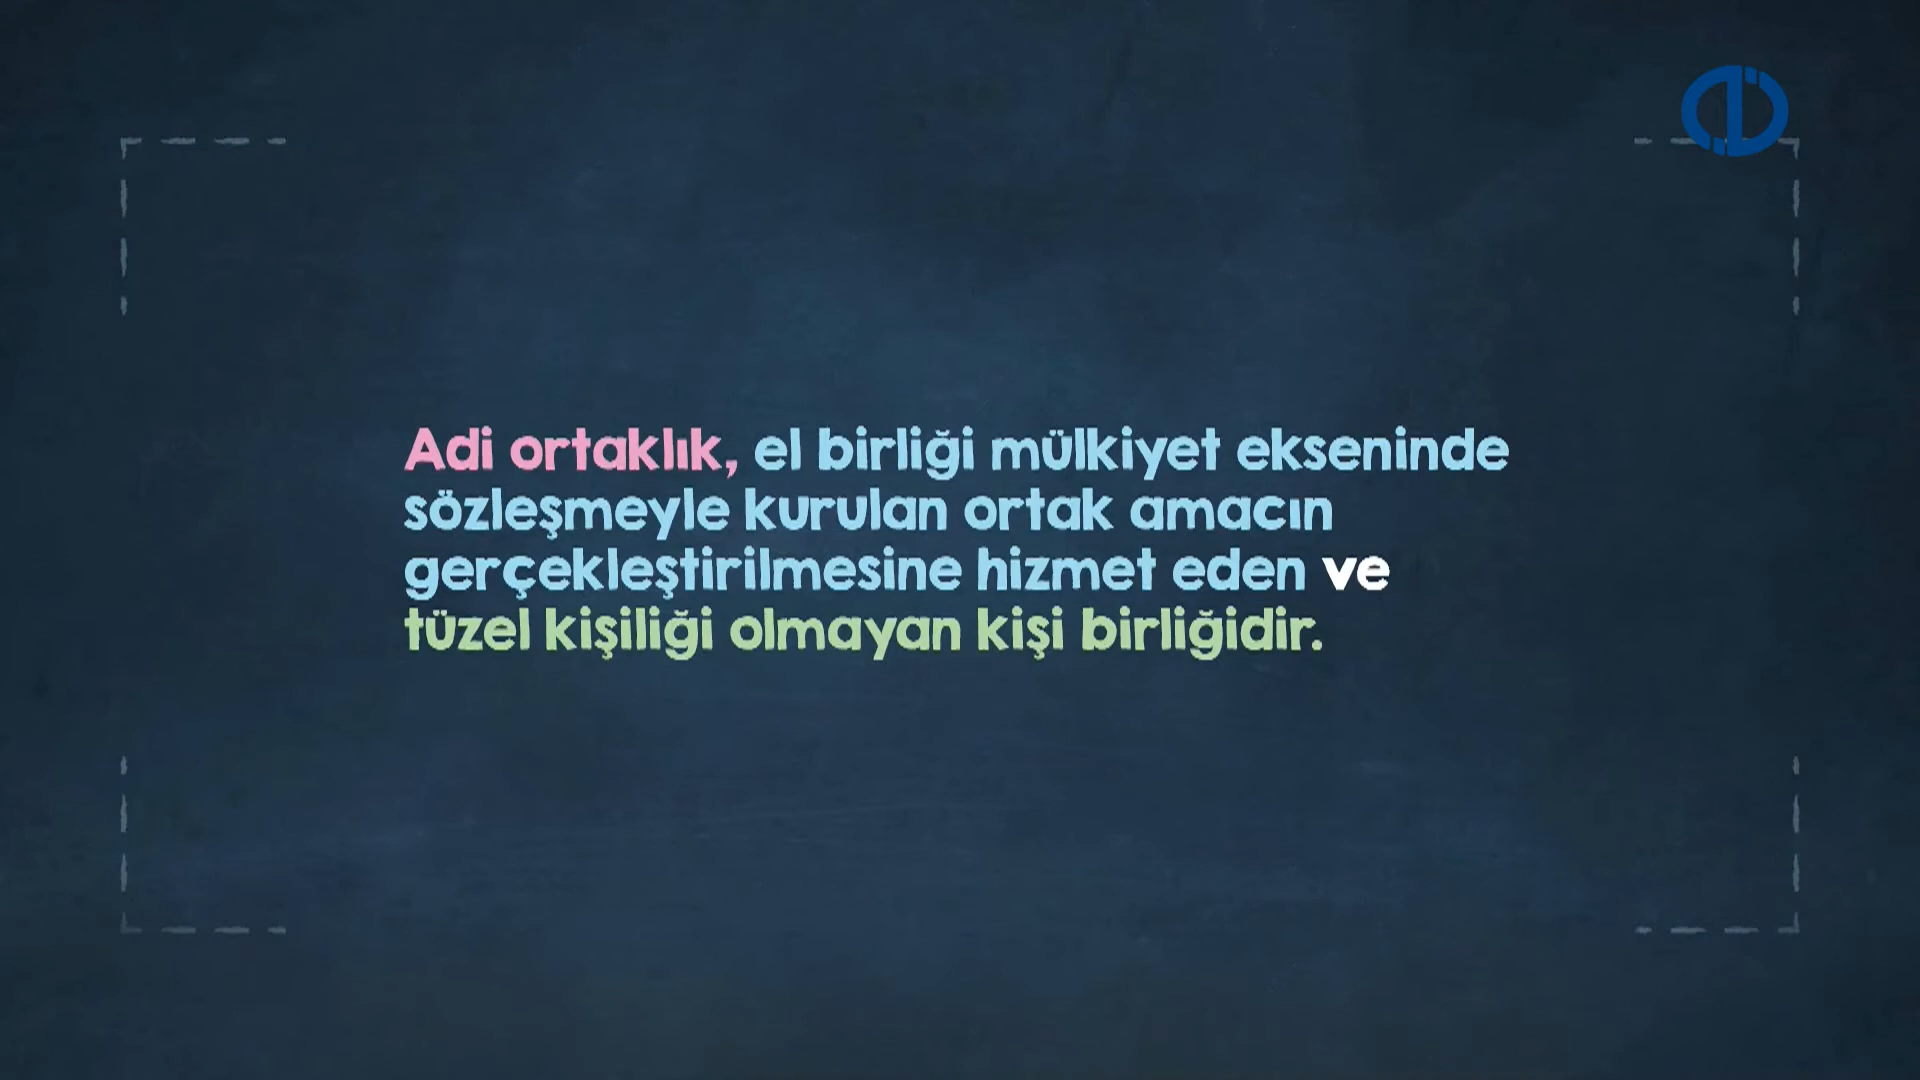 Adi ortaklık, el birliği mülkiyet ekseninde
sözleşmeyle kurulan ortak amacın
gerçekleştirilmesine hizmet eden ve
tüzel kişiliği olmayan kişi birliğidir.